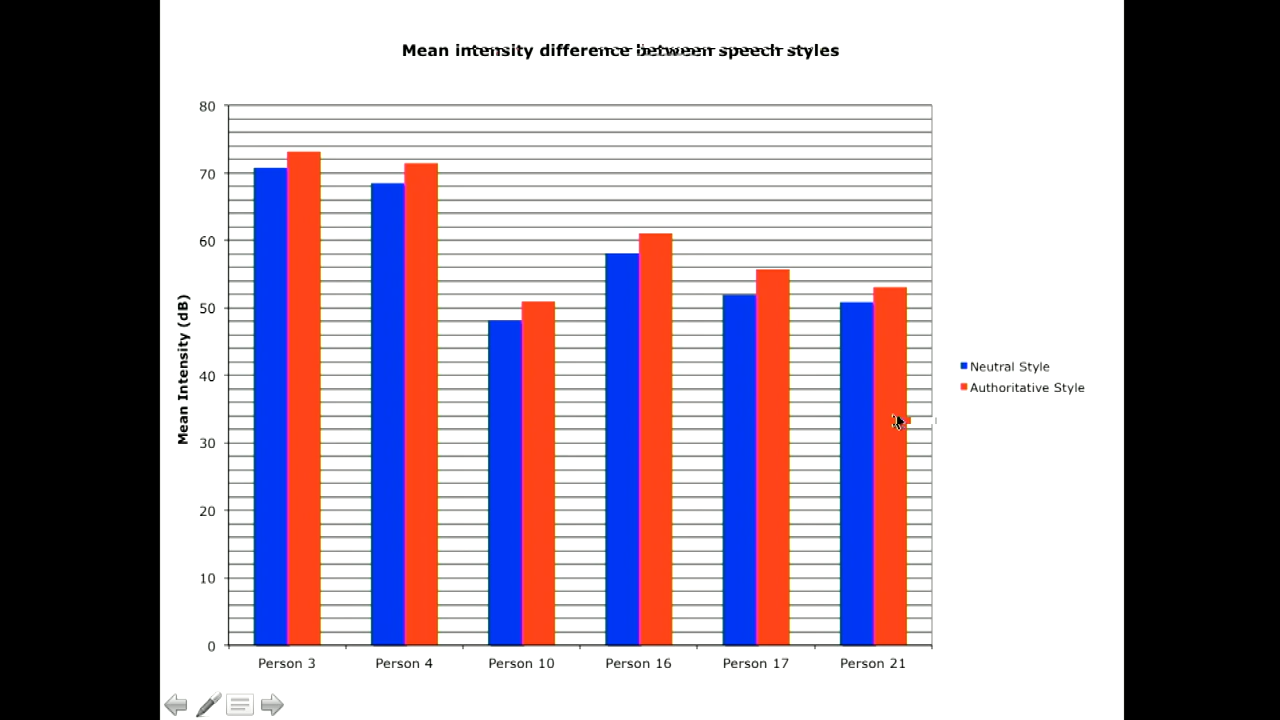 Mean intensity difference between speech styles
80
70
60
50
40
30
20
10
0
Mean Intensity (dB)
Person 3
Person 4
Person 10
Person 16
Person 17
Person 21
Neutral Style
Authoritative Style